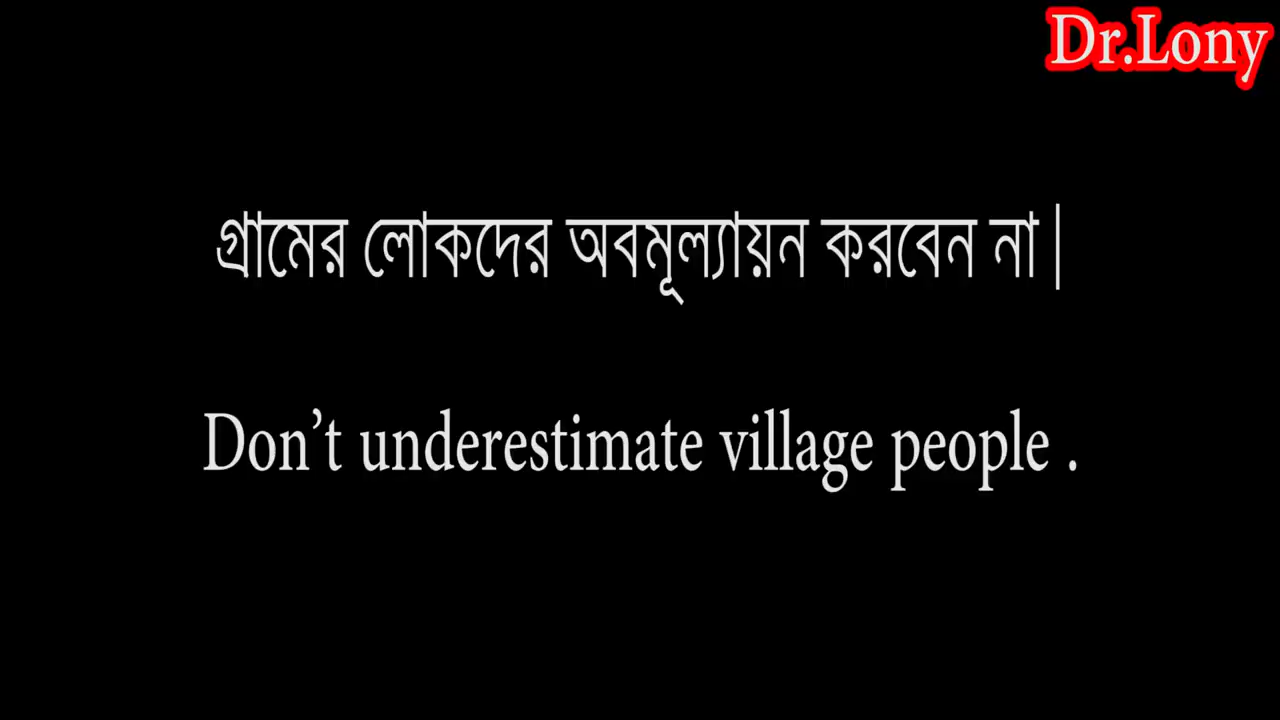 Dr.Lony
গ্রামের লোকদের অবমূল্যায়ন করবেন না|
Don’t underestimate village people .